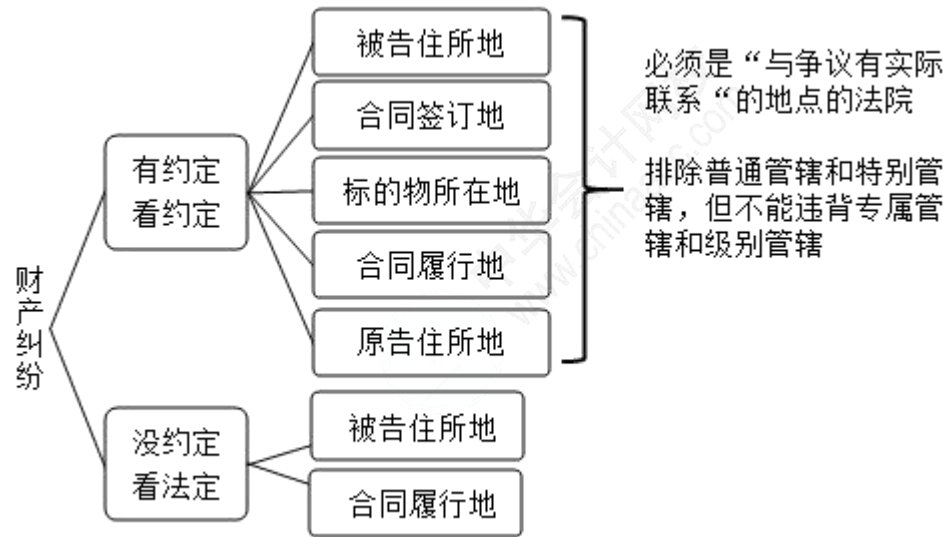 财产纠纷
有约定
看约定
被告住所地
合同签订地
标的物所在地
合同履行地
原告住所地
必须是“与争议有实际
联系“的地点的法院
排除普通管辖和特别管
辖，但不能违背专属管
辖和级别管辖
没约定
看法定
被告住所地
合同履行地